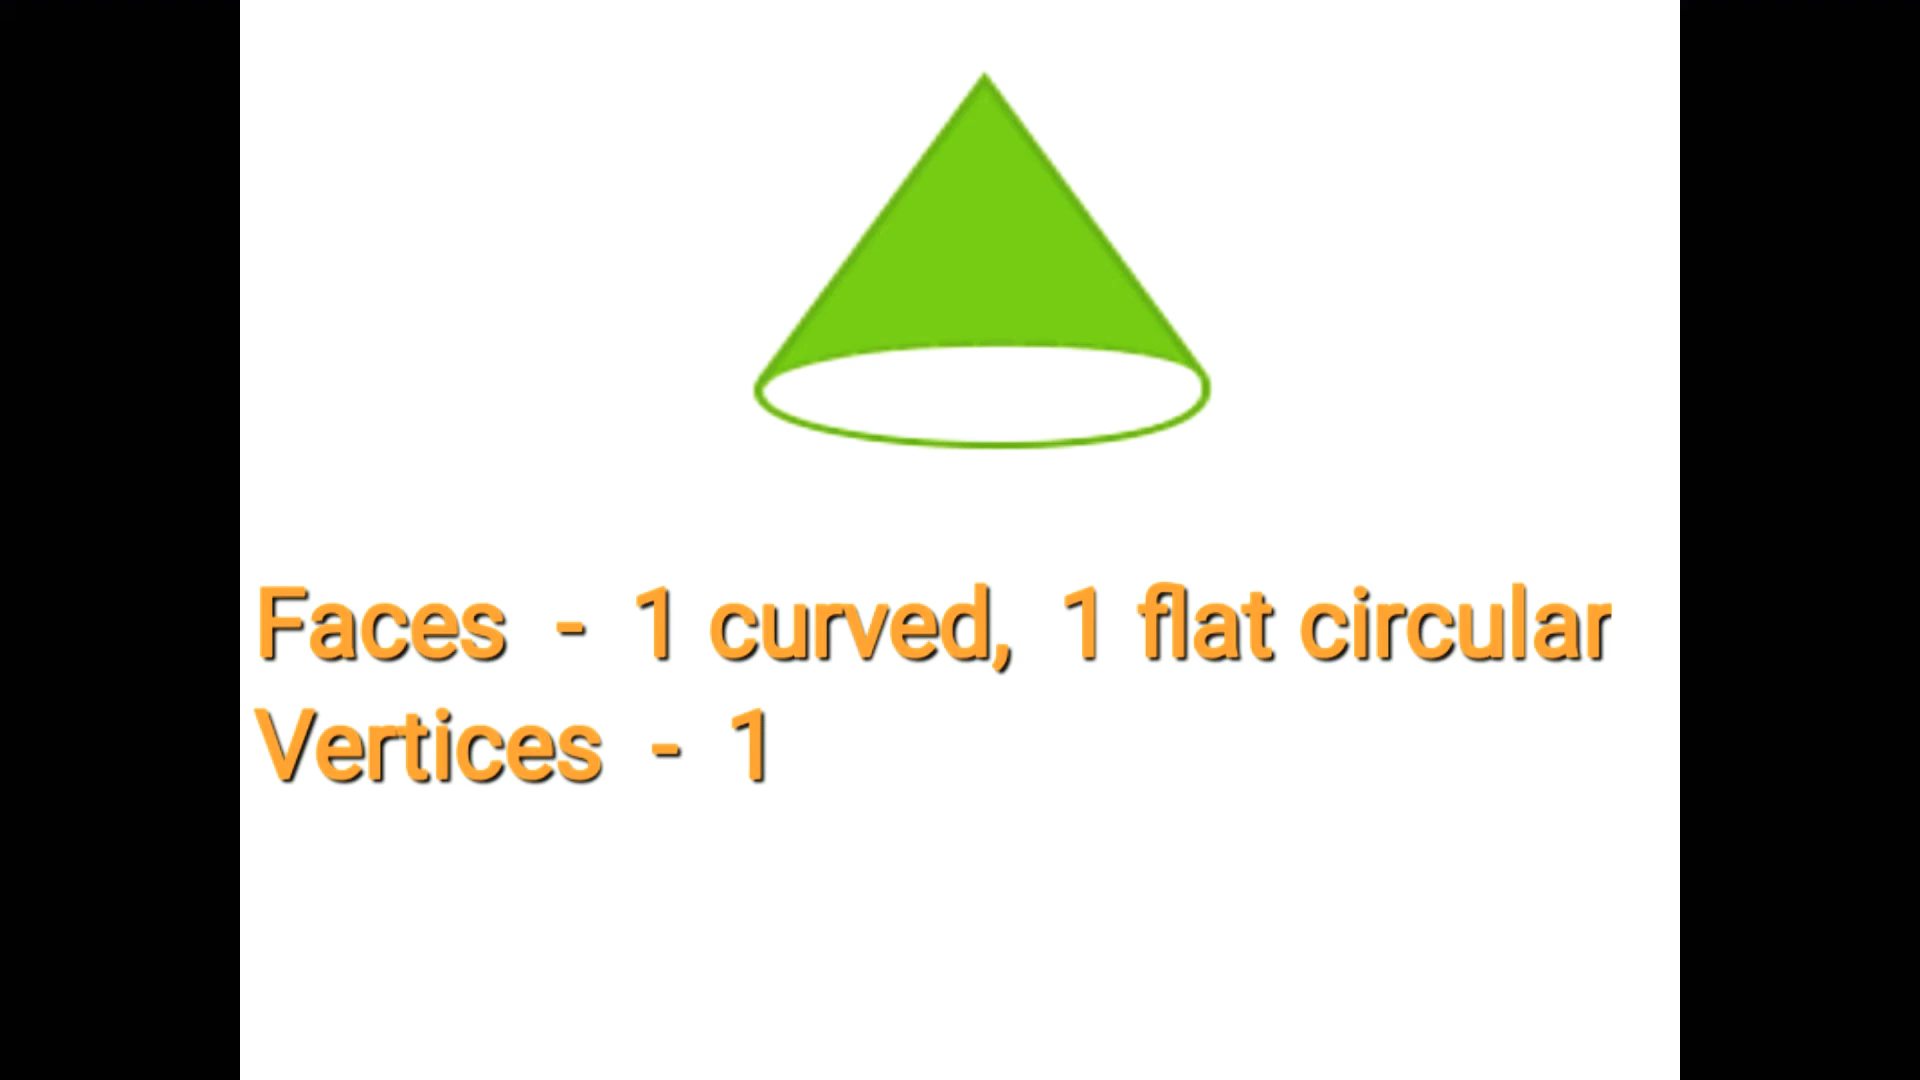 Faces - 1 curved, 1 flat circular
Vertices - 1